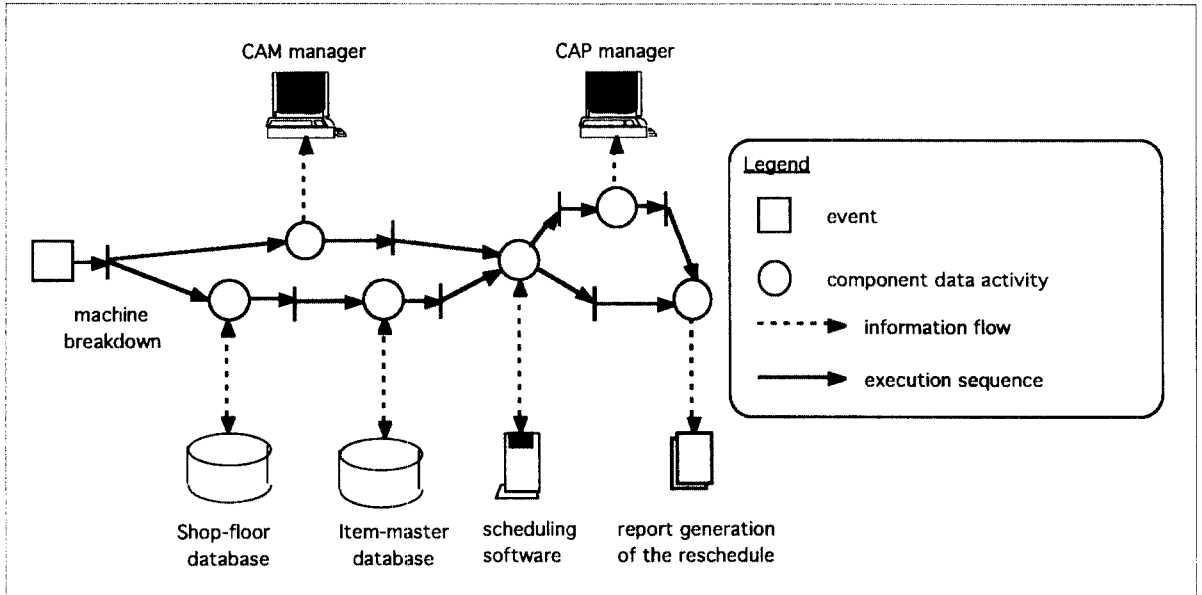 CAM manager
CAP manager
Legend
event
component data activity
information flow
execution sequence
machine
breakdown
Shop-floor
database
Item-master
database
scheduling
software
report generation
of the reschedule